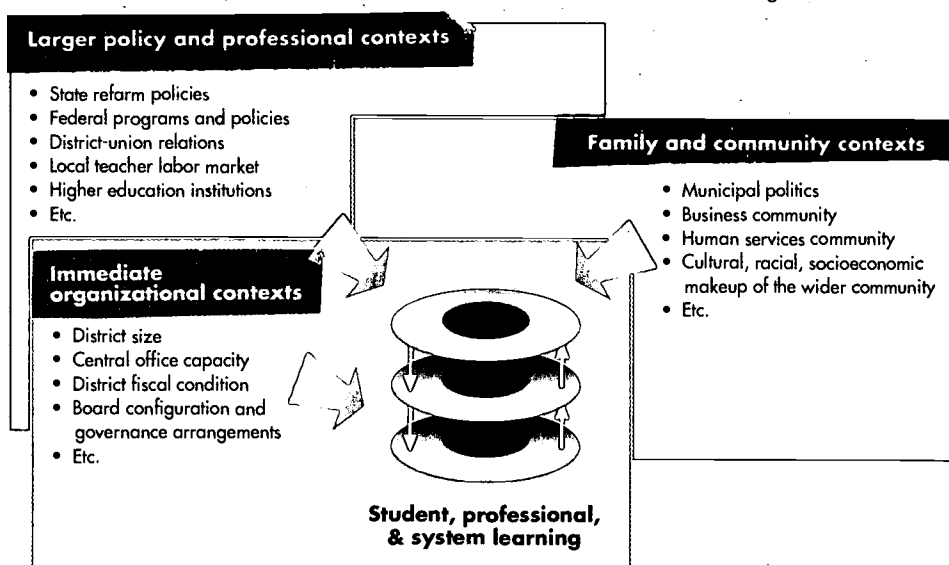 Larger policy and professional contexts
• State refarm policies
• Federal programs and policies
• District-union relations
• Local teacher labor market
• Higher education institutions
• Etc.
Family and community contexts
• Municipal politics
• Business community
• Human services community
• Cultural, racial, socioeconomic
makeup of the wider community
• Etc.
Immediate
organizational contexts
• District size
• Central office capacity
• District fiscal condition
• Board configuration and
governance arrangements
• Etc.
Student, professional,
& system learning